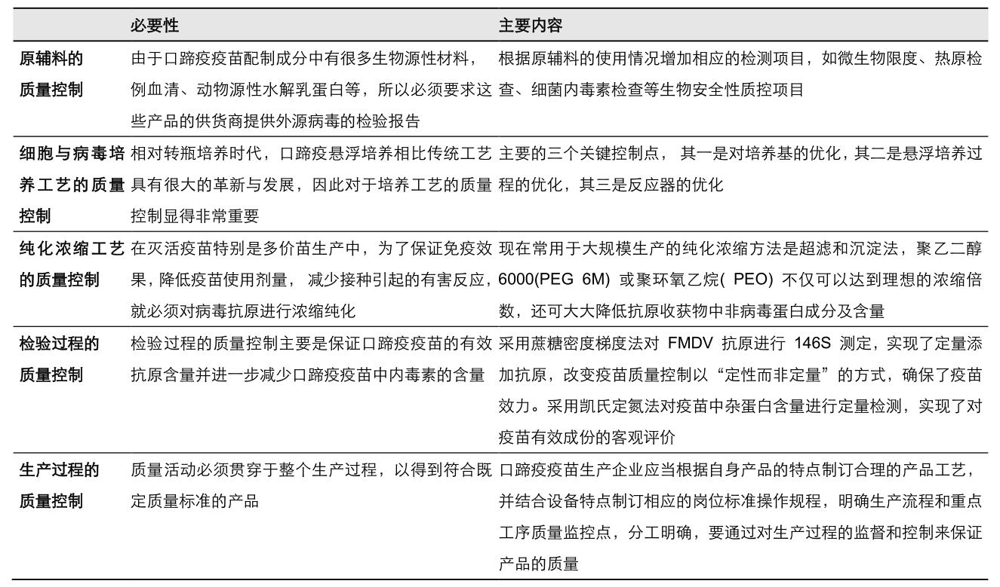 必要性 主要内容
原辅料的 由于口蹄疫疫苗配制成分中有很多生物源性材料， 根据原辅料的使用情况增加相应的检测项目，如微生物限度、热原检
质量控制 例血清、动物源性水解乳蛋白等，所以必须要求这 查、细菌内毒素检查等生物安全性质控项目
些产品的供货商提供外源病毒的检验报告
细胞与病毒培 相对转瓶培养时代，口蹄疫悬浮培养相比传统工艺 主要的三个关键控制点， 其一是对培养基的优化，其二是悬浮培养过
养工艺的质量 具有很大的革新与发展，因此对于培养工艺的质量 程的优化，其三是反应器的优化
控制 控制显得非常重要
纯化浓缩工艺 在灭活疫苗特别是多价苗生产中，为了保证免疫效 现在常用于大规模生产的纯化浓缩方法是超滤和沉淀法，聚乙二醇
的质量控制 果，降低疫苗使用剂量， 减少接种引起的有害反应， 6000(PEG 6M) 或聚环氧乙烷( PEO) 不仅可以达到理想的浓缩倍
就必须对病毒抗原进行浓缩纯化 数，还可大大降低抗原收获物中非病毒蛋白成分及含量
检验过程的 检验过程的质量控制主要是保证口蹄疫疫苗的有效 采用蔗糖密度梯度法对 FMDV 抗原进行 146S 测定，实现了定量添
质量控制 抗原含量并进一步减少口蹄疫疫苗中内毒素的含量 加抗原，改变疫苗质量控制以“定性而非定量”的方式，确保了疫苗
效力。采用凯氏定氮法对疫苗中杂蛋白含量进行定量检测，实现了对
疫苗有效成份的客观评价
生产过程的 质量活动必须贯穿于整个生产过程，以得到符合既 口蹄疫疫苗生产企业应当根据自身产品的特点制订合理的产品工艺，
质量控制 定质量标准的产品 并结合设备特点制订相应的岗位标准操作规程，明确生产流程和重点
工序质量监控点，分工明确，要通过对生产过程的监督和控制来保证
产品的质量